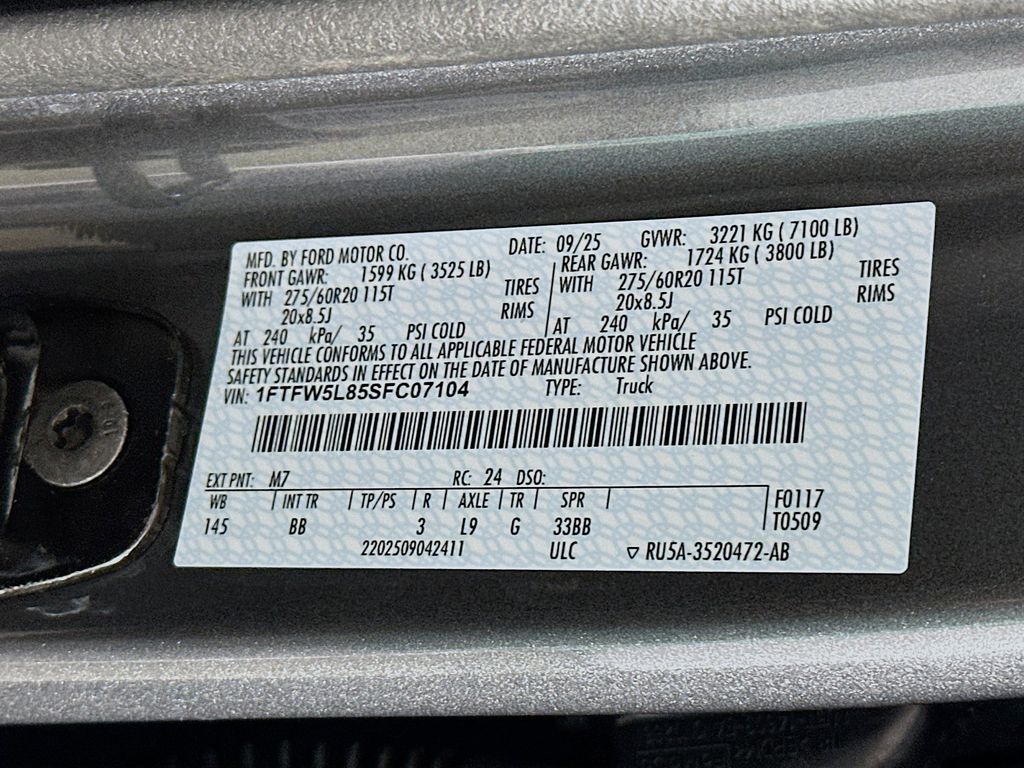 MFD. BY FORD MOTOR CO. DATE: 09/25 GVWR: 3221 KG ( 7100 LB)
FRONT GAWR: 1599 KG ( 3525 LB) REAR GAWR: 1724 KG ( 3800 LB)
WITH 275/60R20 115T TIRES WITH 275/60R20 115T TIRES
20x8.5J RIMS 20x8.5J RIMS
AT 240 kPa/ 35 PSI COLD AT 240 kPa/ 35 PSI COLD
THIS VEHICLE CONFORMS TO ALL APPLICABLE FEDERAL MOTOR VEHICLE
SAFETY STANDARDS IN EFFECT ON THE DATE OF MANUFACTURE SHOWN ABOVE.
VIN: 1FTFW5L85SFC07104 TYPE: Truck
EXT PNT: M7 RC: 24 DSO:
WB INT TR TP/PS R AXLE TR SPR F0117
145 BB 3 L9 G 33BB T0509
2202509042411 ULC RU5A-3520472-AB